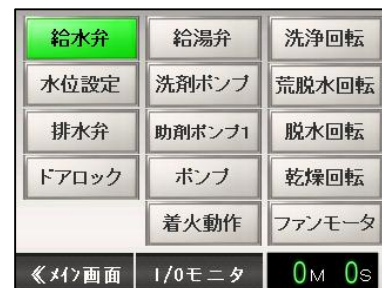 給水弁 給湯弁 洗浄回転
水位設定 洗剤ポンプ 荒脱水回転
排水弁 助剤ポンプ1 脱水回転
ドアロック ポンプ 乾燥回転
着火動作 ファンモータ
≪メイン画面 I/Oモニタ 0M 0S